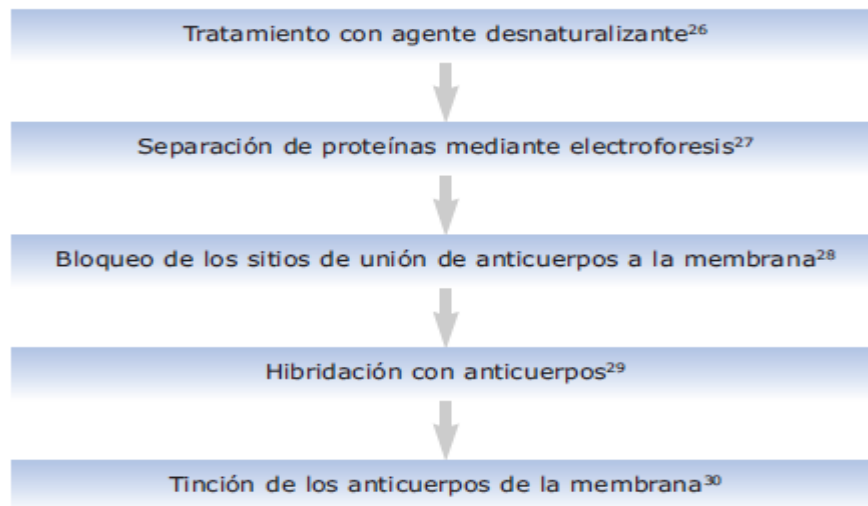 Tratamiento con agente desnaturalizante²⁶
Separación de proteínas mediante electroforesis²⁷
Bloqueo de los sitios de unión de anticuerpos a la membrana²⁸
Hibridación con anticuerpos²⁹
Tinción de los anticuerpos de la membrana³⁰